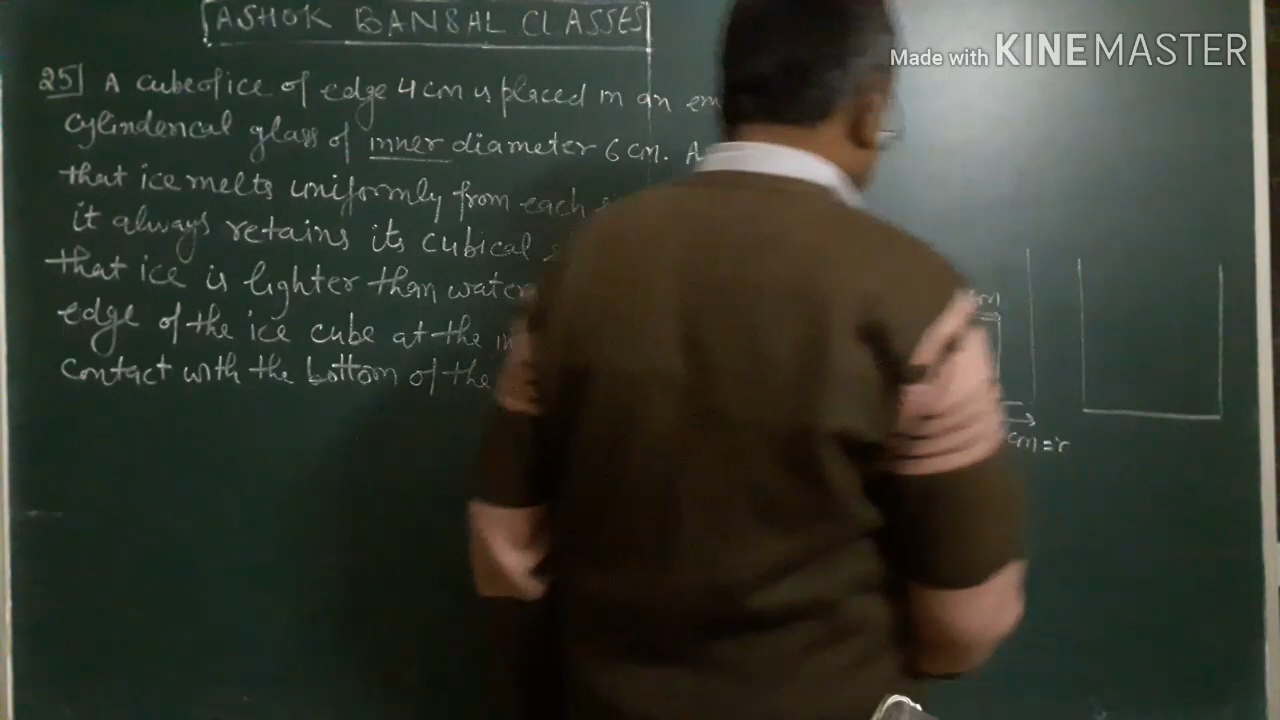 ASHOK BANSAL CLASSES
Made with KINEMASTER
25] A cube of ice of edge 4 cm is placed in an em
cylinderical glass of inner diameter 6 cm. A
that ice melts uniformly from each
it always retains its cubical
that ice is lighter than water
edge of the ice cube at the
contact with the bottom of the
cm = r